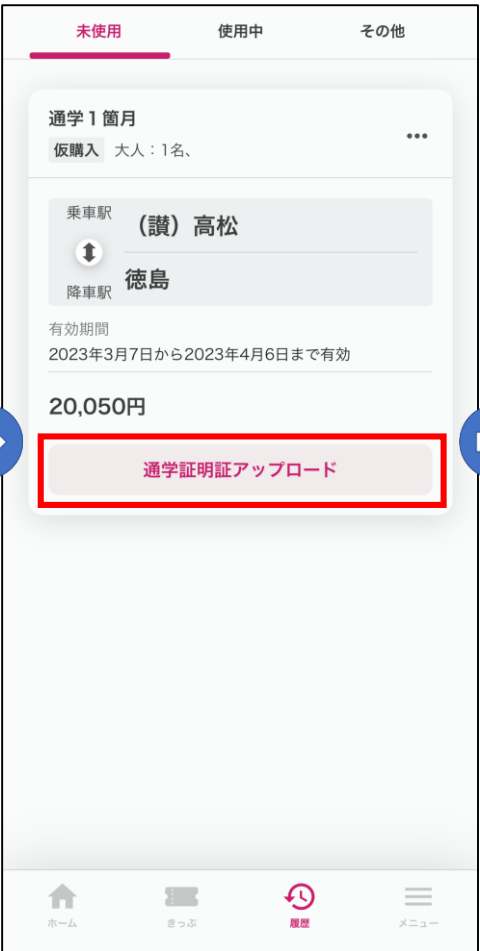 未使用 使用中 その他
通学１箇月
仮購入 大人：1名、
•••
乗車駅 （讃）高松
降車駅 徳島
有効期間
2023年3月7日から2023年4月6日まで有効
20,050円
通学証明証アップロード
ホーム きっぷ 履歴 メニュー